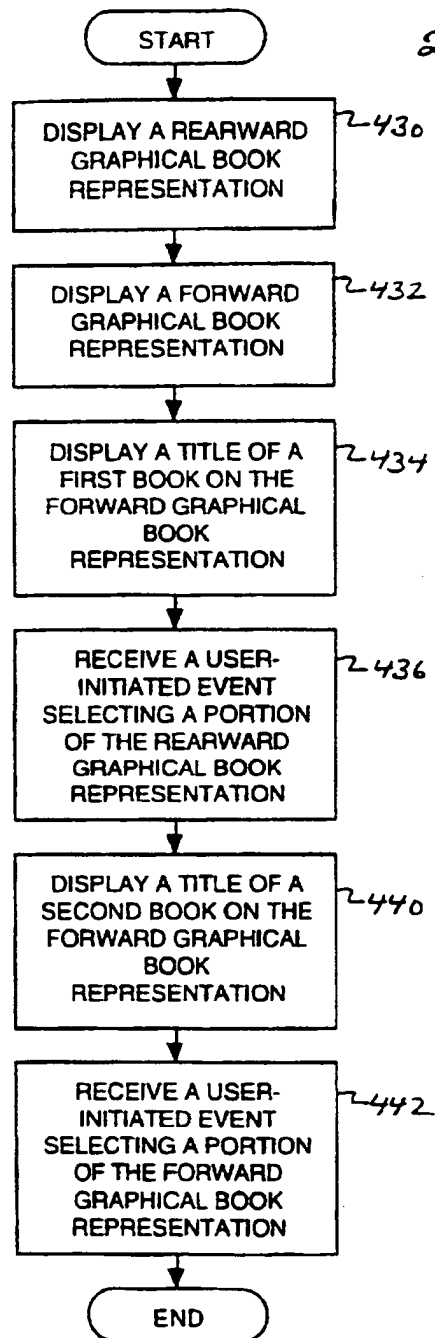 START
2
DISPLAY A REARWARD
GRAPHICAL BOOK
REPRESENTATION
430
DISPLAY A FORWARD
GRAPHICAL BOOK
REPRESENTATION
432
DISPLAY A TITLE OF A
FIRST BOOK ON THE
FORWARD GRAPHICAL
BOOK
REPRESENTATION
434
RECEIVE A USER-
INITIATED EVENT
SELECTING A PORTION
OF THE REARWARD
GRAPHICAL BOOK
REPRESENTATION
436
DISPLAY A TITLE OF A
SECOND BOOK ON THE
FORWARD GRAPHICAL
BOOK
REPRESENTATION
440
RECEIVE A USER-
INITIATED EVENT
SELECTING A PORTION
OF THE FORWARD
GRAPHICAL BOOK
REPRESENTATION
442
END